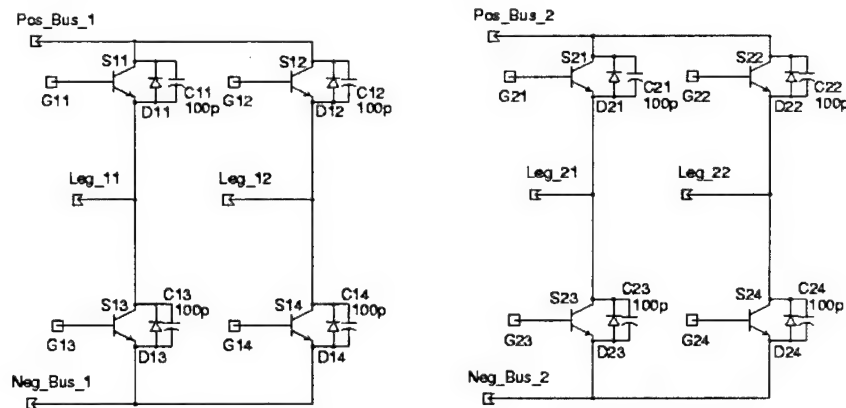 Pos_Bus_1
S11
G11
C11
100p
D11
S12
G12
C12
100p
D12
Leg_11
Leg_12
S13
G13
C13
100p
D13
S14
G14
C14
100p
D14
Neg_Bus_1
Pos_Bus_2
S21
G21
C21
100p
D21
S22
G22
C22
100p
D22
Leg_21
Leg_22
S23
G23
C23
100p
D23
S24
G24
C24
100p
D24
Neg_Bus_2